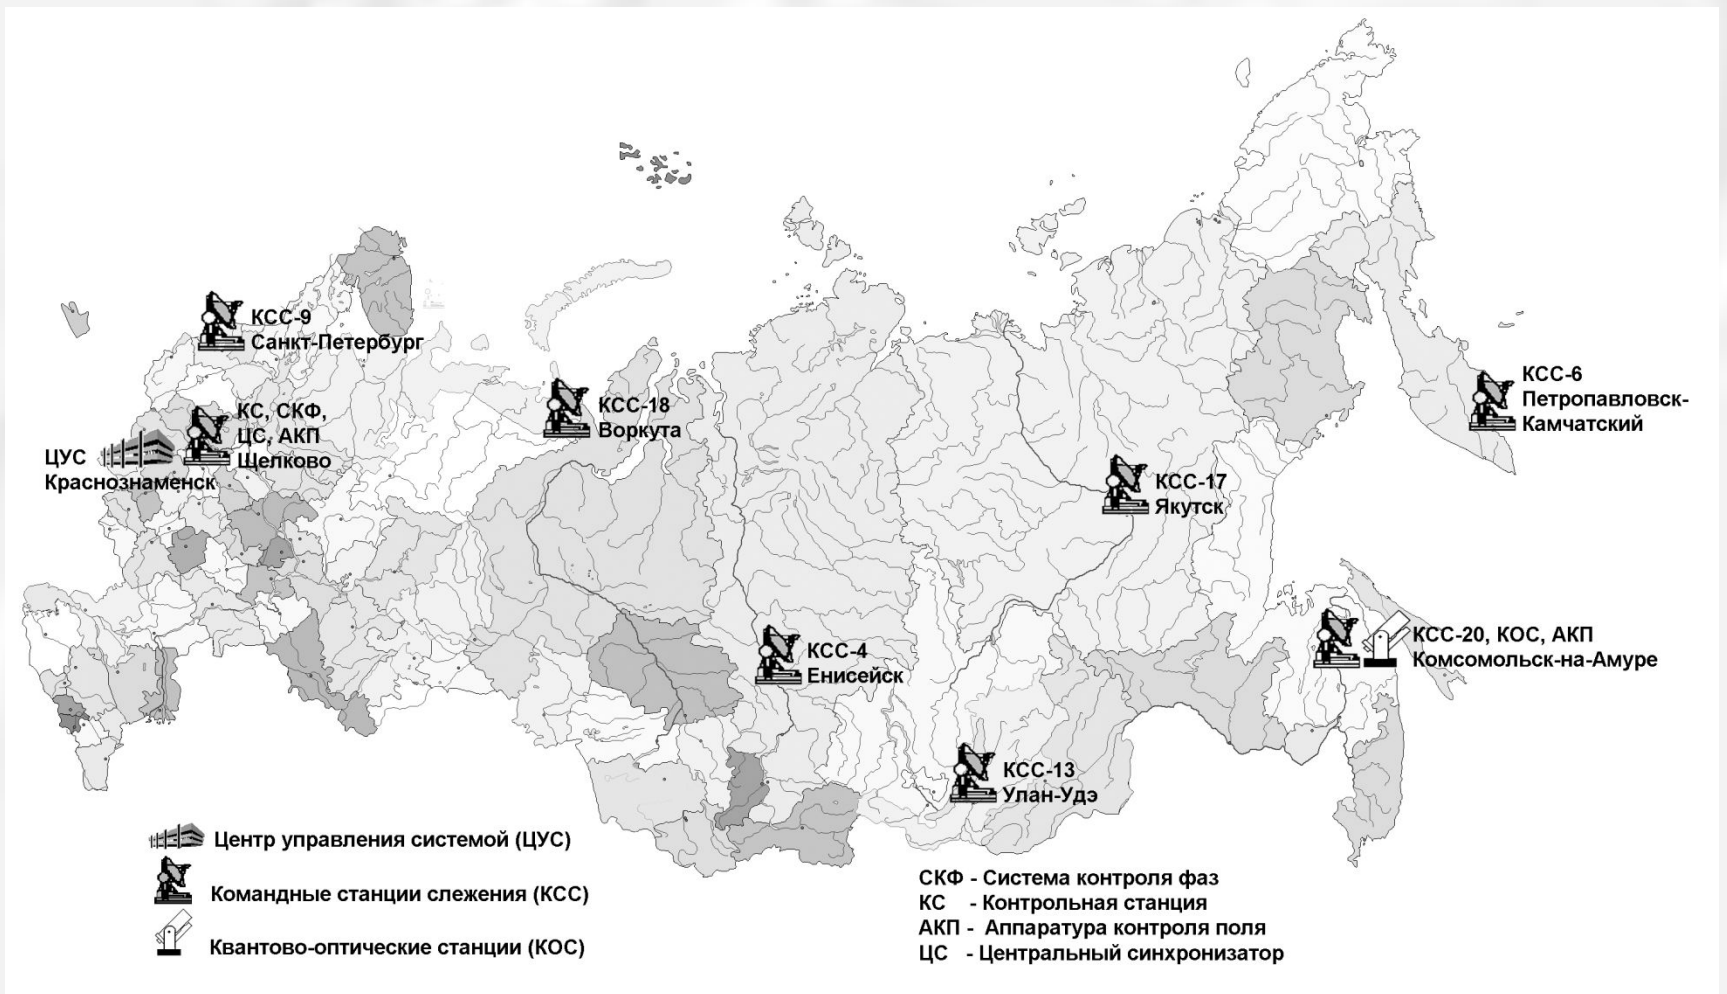 КСС-9
Санкт-Петербург
КСС-6
Петропавловск-
Камчатский
КСС-18
Воркута
КС, СКФ,
ЦС, АКП
Щелково
ЦУС
Краснознаменск
КСС-17
Якутск
КСС-20, КОС, АКП
Комсомольск-на-Амуре
КСС-4
Енисейск
КСС-13
Улан-Удэ
Центр управления системой (ЦУС)
Командные станции слежения (КСС)
Квантово-оптические станции (КОС)
СКФ - Система контроля фаз
КС - Контрольная станция
АКП - Аппаратура контроля поля
ЦС - Центральный синхронизатор